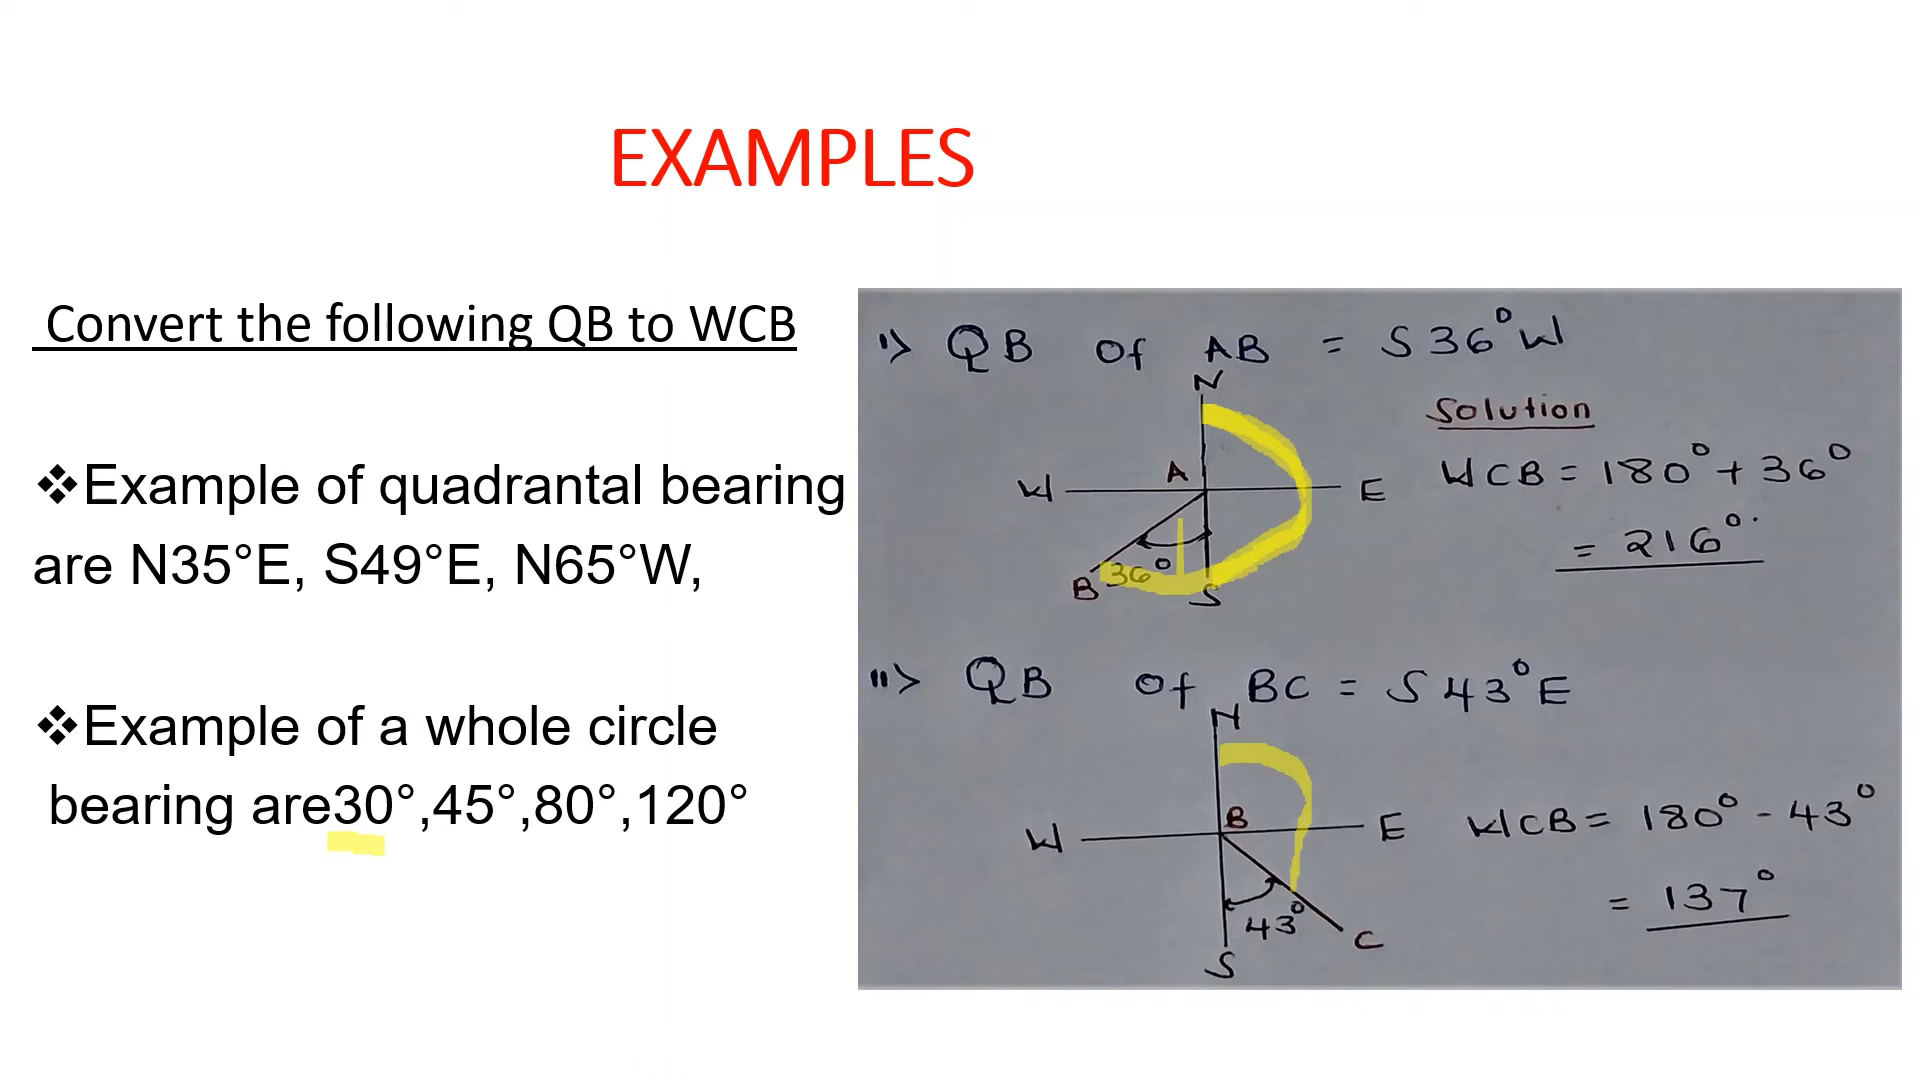 EXAMPLES
Convert the following QB to WCB
❖Example of quadrantal bearing
are N35°E, S49°E, N65°W,
❖Example of a whole circle
bearing are30°,45°,80°,120°
i> QB Of AB = S36°W
N
Solution
A
W E
WCB = 180° + 36°
= 216°.
B 36° S
ii> QB Of BC = S43°E
N
B
W E
WCB = 180° - 43°
= 137°
43°
C
S